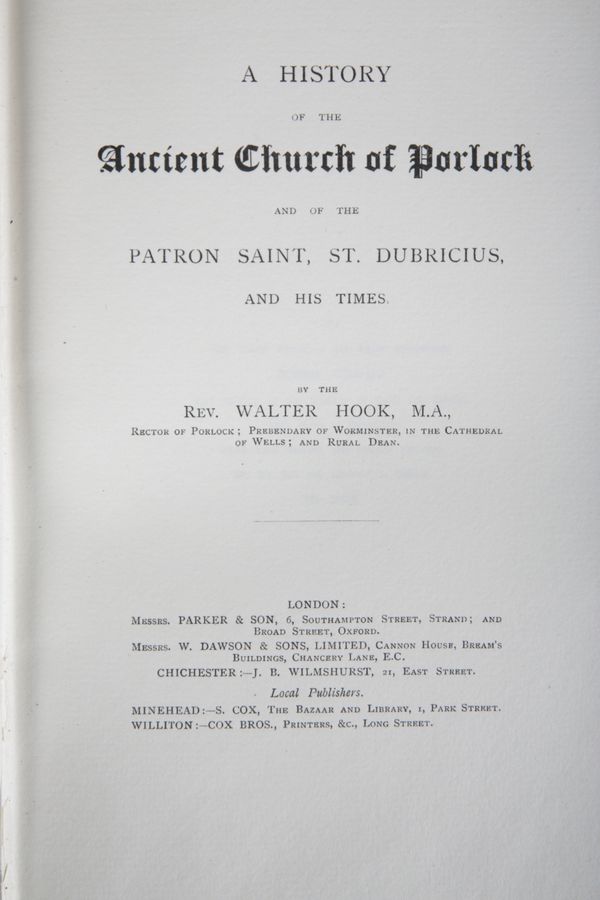 A HISTORY
OF THE
Ancient Church of Porlock
AND OF THE
PATRON SAINT, ST. DUBRICIUS,
AND HIS TIMES.
BY THE
REV. WALTER HOOK, M.A.,
RECTOR OF PORLOCK; PREBENDARY OF WORMINSTER, IN THE CATHEDRAL
OF WELLS; AND RURAL DEAN.
LONDON:
MESSRS. PARKER & SON, 6, SOUTHAMPTON STREET, STRAND; AND
BROAD STREET, OXFORD.
MESSRS. W. DAWSON & SONS, LIMITED, CANNON HOUSE, BREAM'S
BUILDINGS, CHANCERY LANE, E.C.
CHICHESTER:—J. B. WILMSHURST, 21, EAST STREET.
Local Publishers.
MINEHEAD:—S. COX, THE BAZAAR AND LIBRARY, 1, PARK STREET.
WILLITON:—COX BROS., PRINTERS, &C., LONG STREET.